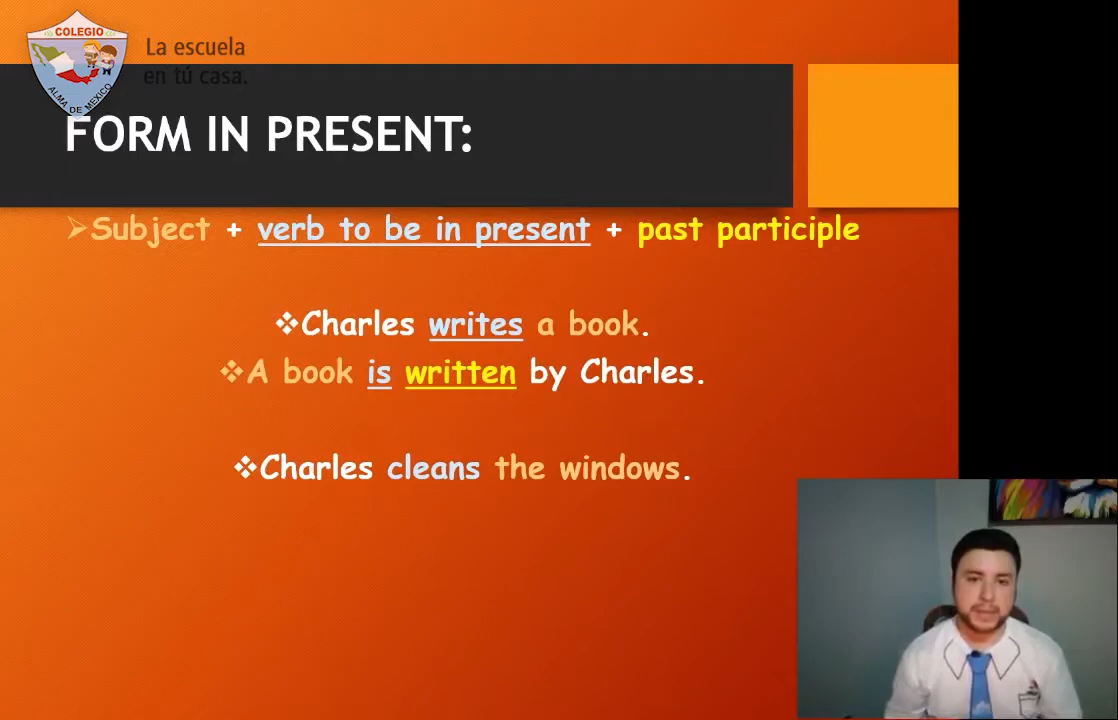 COLEGIO
ALMA DE MEXICO
La escuela
en tú casa.
FORM IN PRESENT:
Subject + verb to be in present + past participle
Charles writes a book.
A book is written by Charles.
Charles cleans the windows.